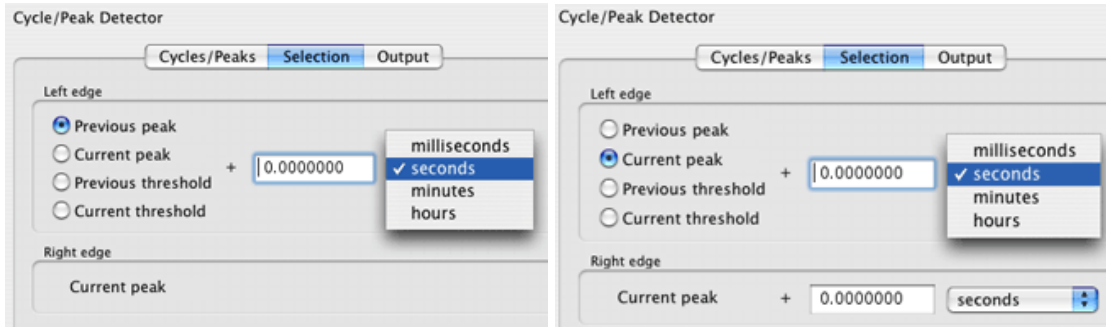 Cycle/Peak Detector
Cycles/Peaks Selection Output
Left edge
Previous peak
Current peak
Previous threshold
Current threshold
+ 0.0000000
milliseconds
✓ seconds
minutes
hours
Right edge
Current peak
Cycle/Peak Detector
Cycles/Peaks Selection Output
Left edge
Previous peak
Current peak
Previous threshold
Current threshold
+ 0.0000000
milliseconds
✓ seconds
minutes
hours
Right edge
Current peak + 0.0000000 seconds